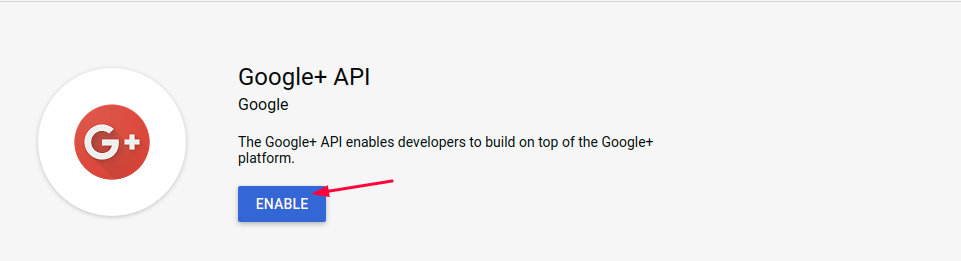 Google+ API
Google
The Google+ API enables developers to build on top of the Google+
platform.
ENABLE
G+